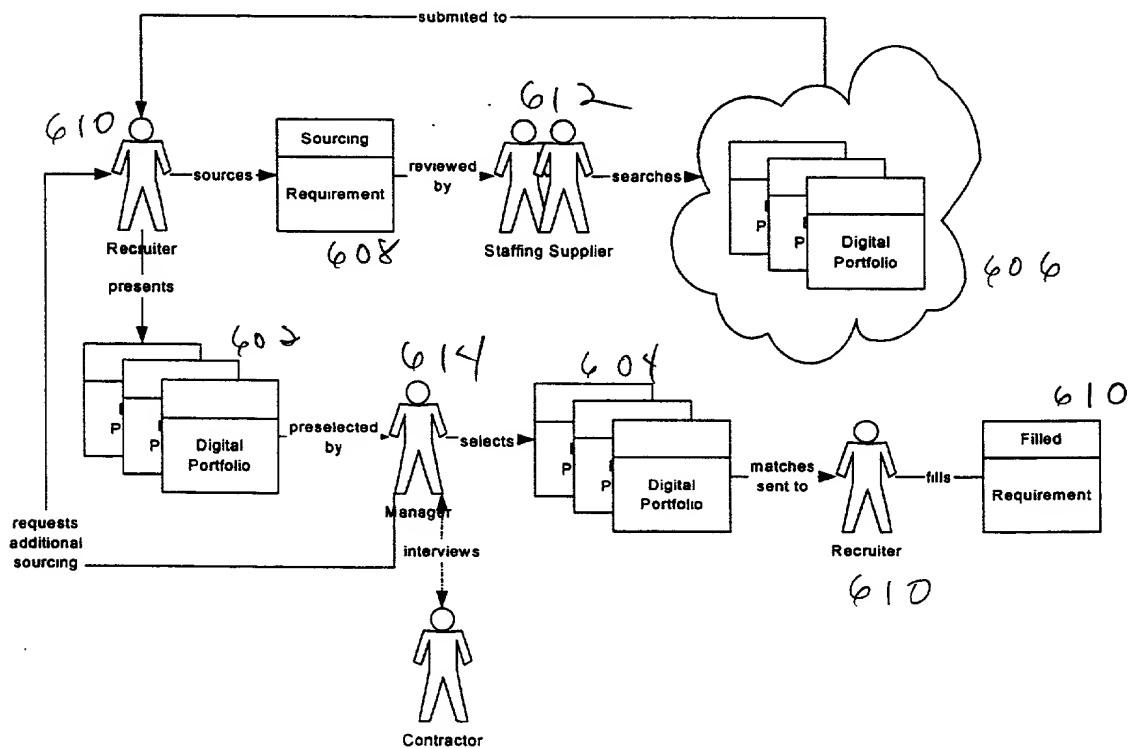 submited to
612
610
Sourcing
sources
Requirement
reviewed
by
searches
P
P
Digital
Portfolio
Recruiter
608
Staffing Supplier
606
presents
602
614
604
610
P
P
Digital
Portfolio
preselected
by
selects
P
P
Digital
Portfolio
matches
sent to
fills
Filled
Requirement
Manager
requests
additional
sourcing
interviews
Recruiter
610
Contractor